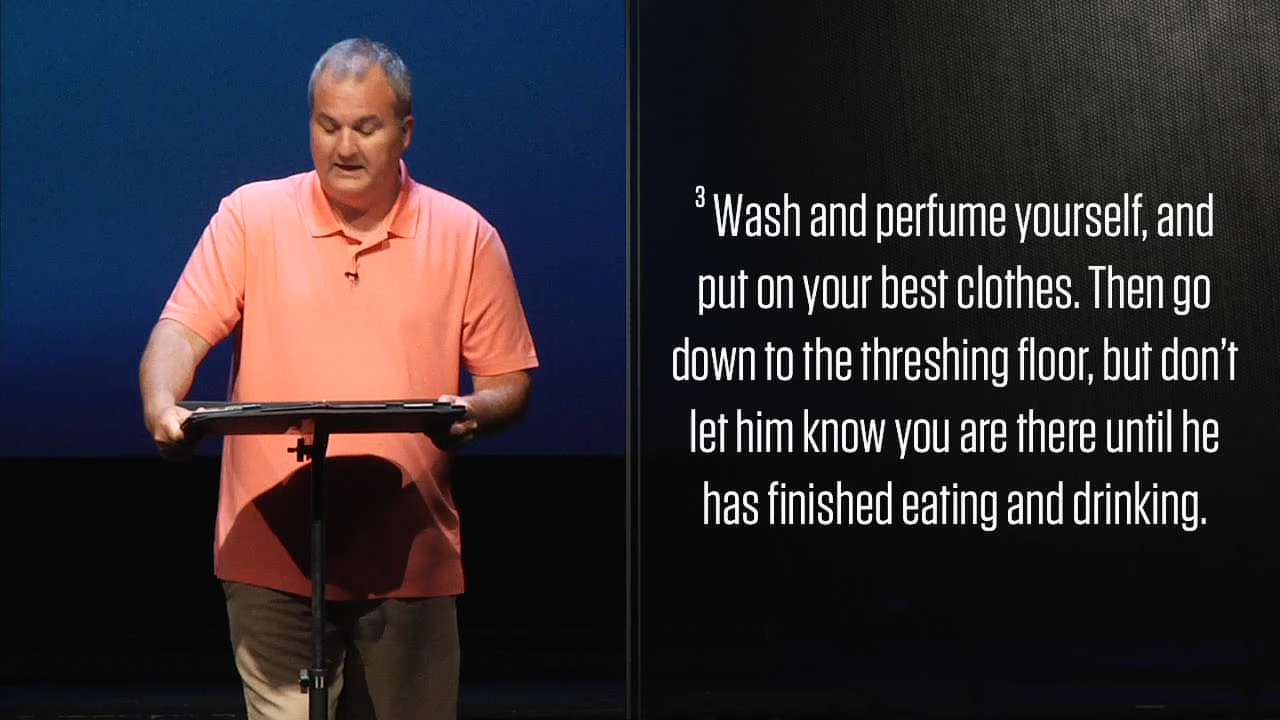 ³ Wash and perfume yourself, and
put on your best clothes. Then go
down to the threshing floor, but don’t
let him know you are there until he
has finished eating and drinking.